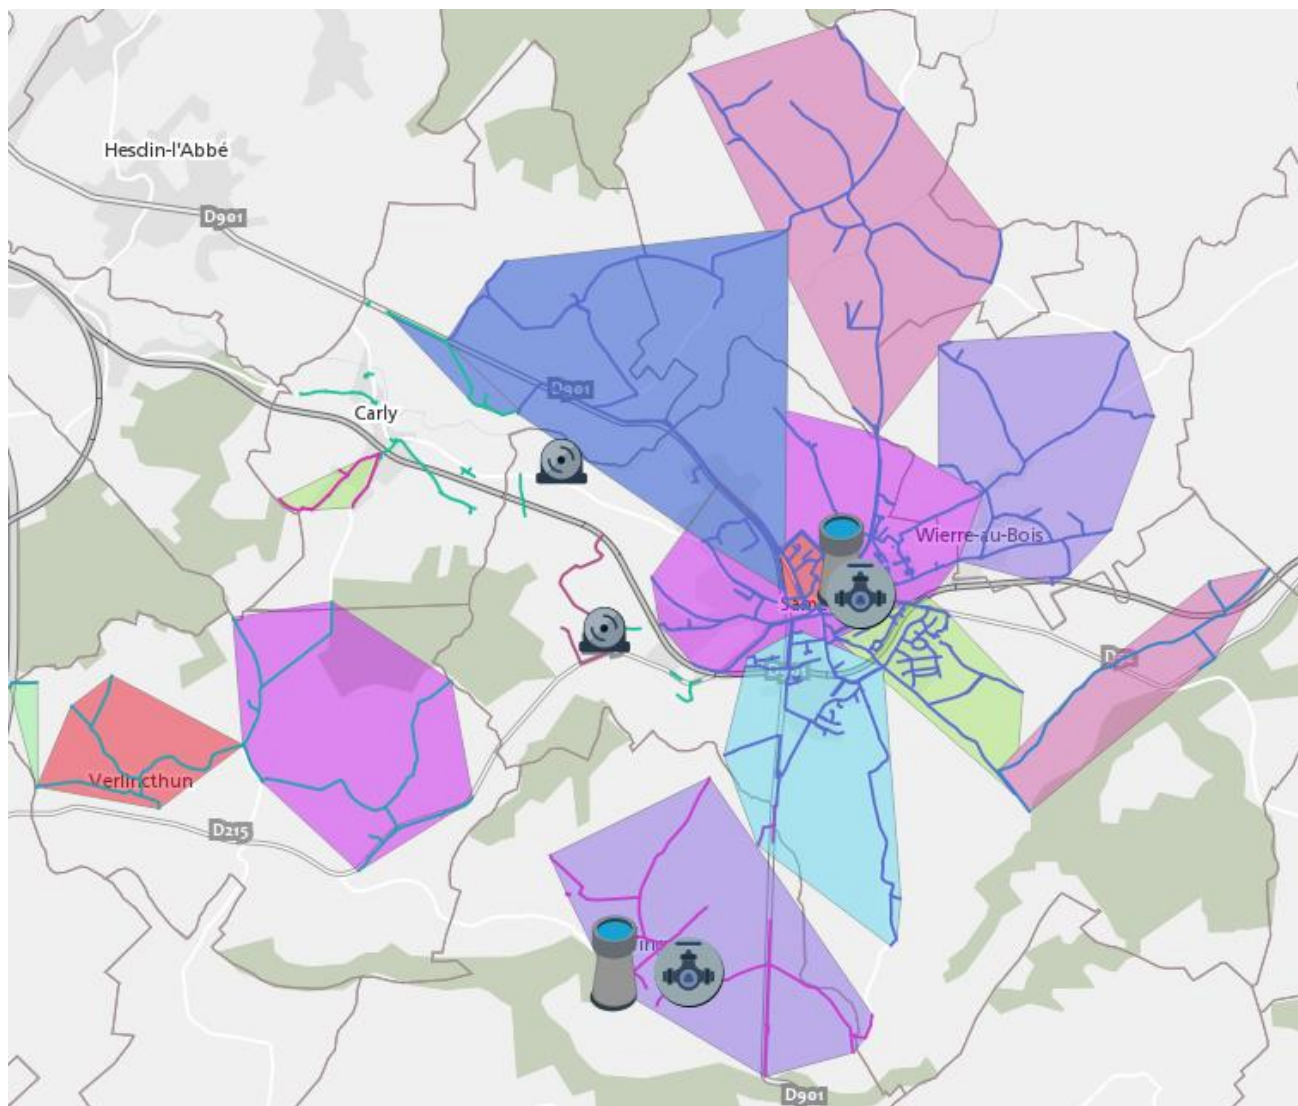 Hesdin-l'Abbé
D901
D901
Carly
Wierre-au-Bois
Verlincthun
D215
D901